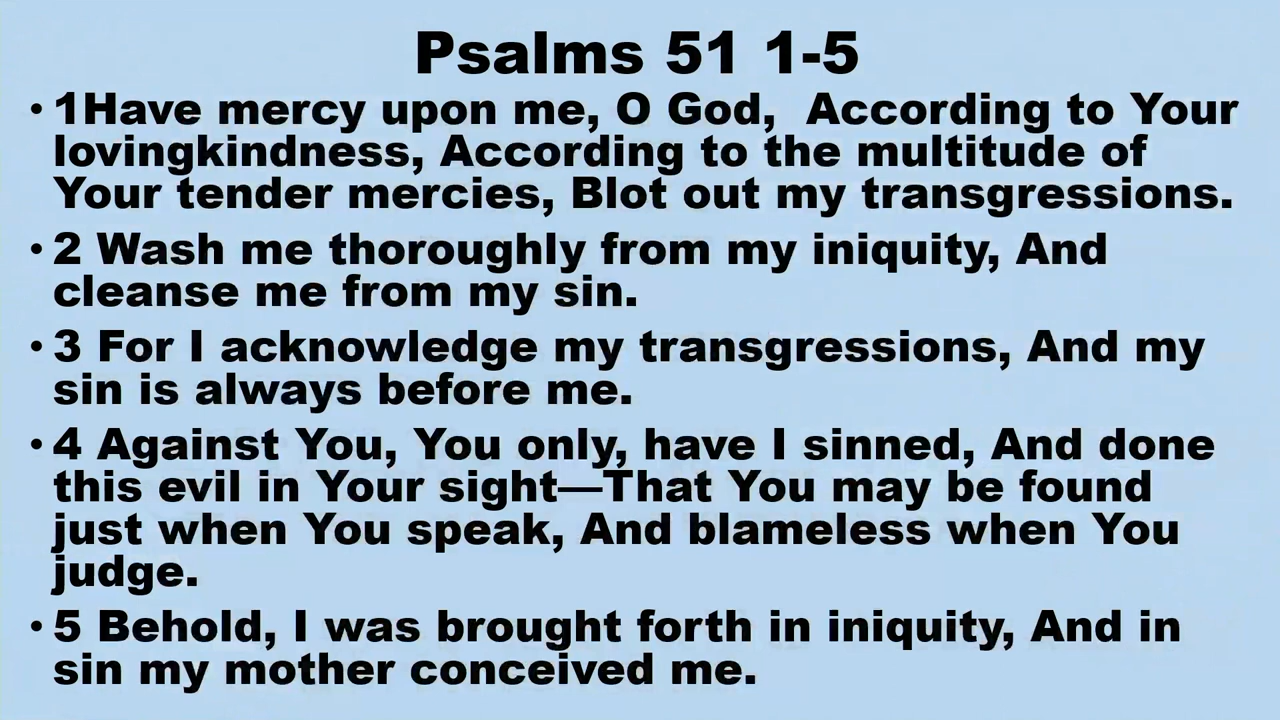 Psalms 51 1-5
• 1Have mercy upon me, O God,  According to Your
lovingkindness, According to the multitude of
Your tender mercies, Blot out my transgressions.
• 2 Wash me thoroughly from my iniquity, And
cleanse me from my sin.
• 3 For I acknowledge my transgressions, And my
sin is always before me.
• 4 Against You, You only, have I sinned, And done
this evil in Your sight—That You may be found
just when You speak, And blameless when You
judge.
• 5 Behold, I was brought forth in iniquity, And in
sin my mother conceived me.